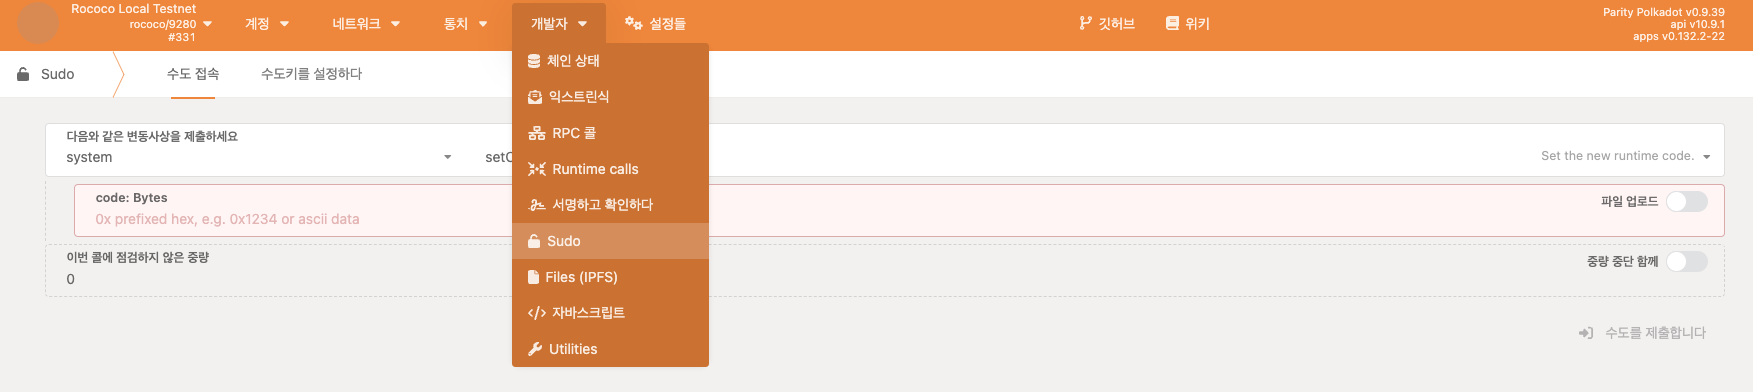 Rococo Local Testnet
rococo/9280
#331
계정
네트워크
통치
개발자
설정들
깃허브
위키
Parity Polkadot v0.9.39
api v10.9.1
apps v0.132.2-22
Sudo
수도 접속
수도키를 설정하다
체인 상태
익스트린식
RPC 콜
Runtime calls
서명하고 확인하다
Sudo
Files (IPFS)
자바스크립트
Utilities
다음와 같은 변동사상을 제출하세요
system
Set the new runtime code.
code: Bytes
0x prefixed hex, e.g. 0x1234 or ascii data
파일 업로드
이번 콜에 점검하지 않은 중량
0
중량 중단 함께
수도를 제출합니다